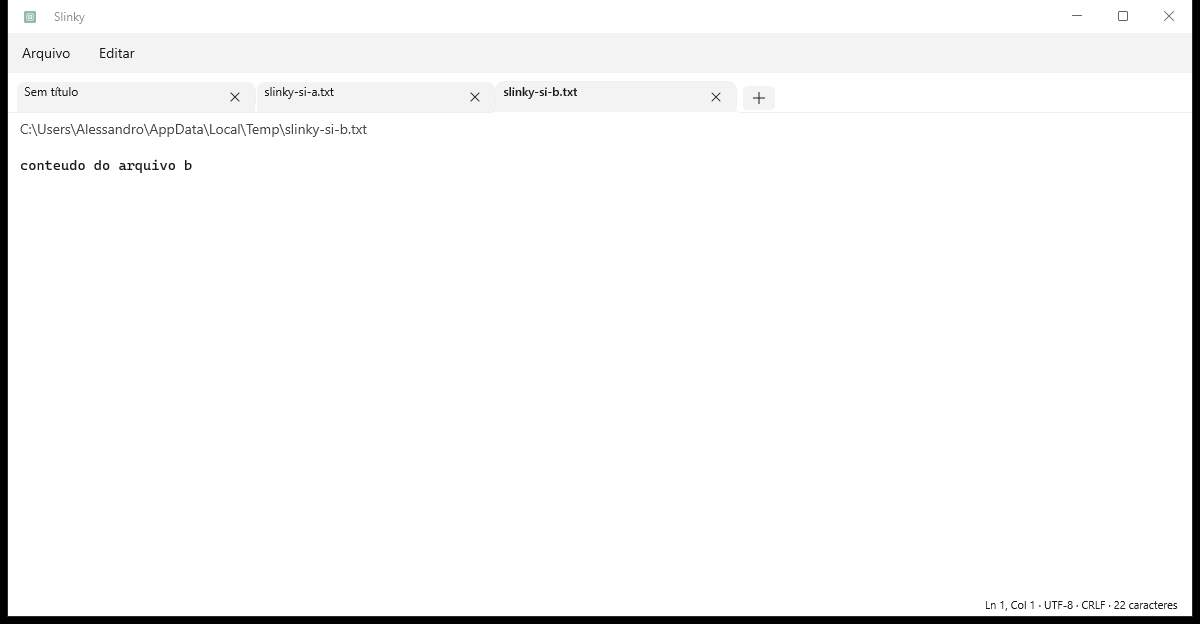 Slinky
Arquivo Editar
Sem título slinky-si-a.txt slinky-si-b.txt
C:\Users\Alessandro\AppData\Local\Temp\slinky-si-b.txt
conteudo do arquivo b
Ln 1, Col 1 · UTF-8 · CRLF · 22 caracteres